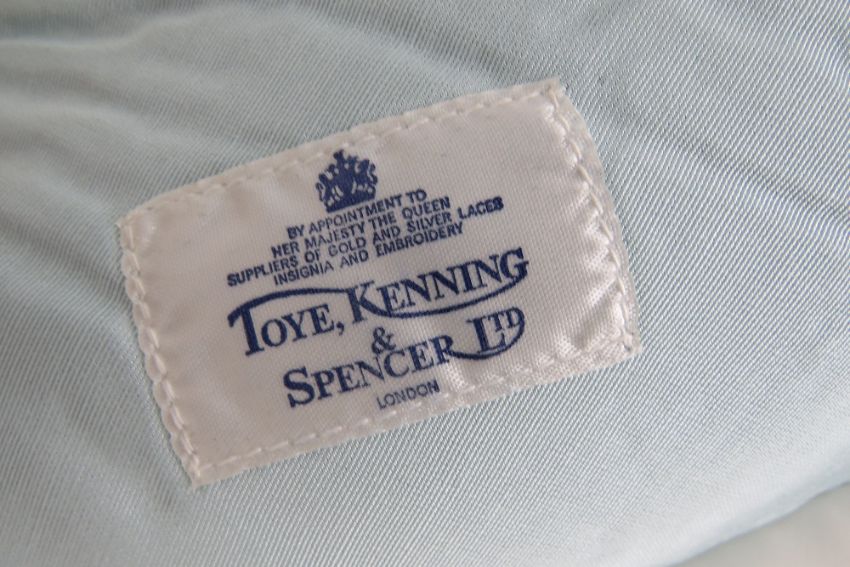 BY APPOINTMENT TO
HER MAJESTY THE QUEEN
SUPPLIERS OF GOLD AND SILVER LACES
INSIGNIA AND EMBROIDERY
TOYE, KENNING
&
SPENCER LTD
LONDON